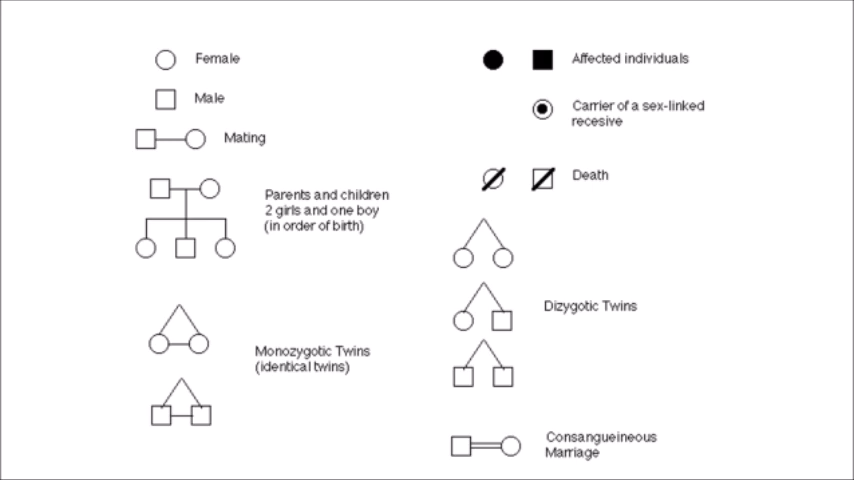 Female
Male
Mating
Parents and children
2 girls and one boy
(in order of birth)
Monozygotic Twins
(identical twins)
Affected individuals
Carrier of a sex-linked
recesive
Death
Dizygotic Twins
Consangueineous
Marriage